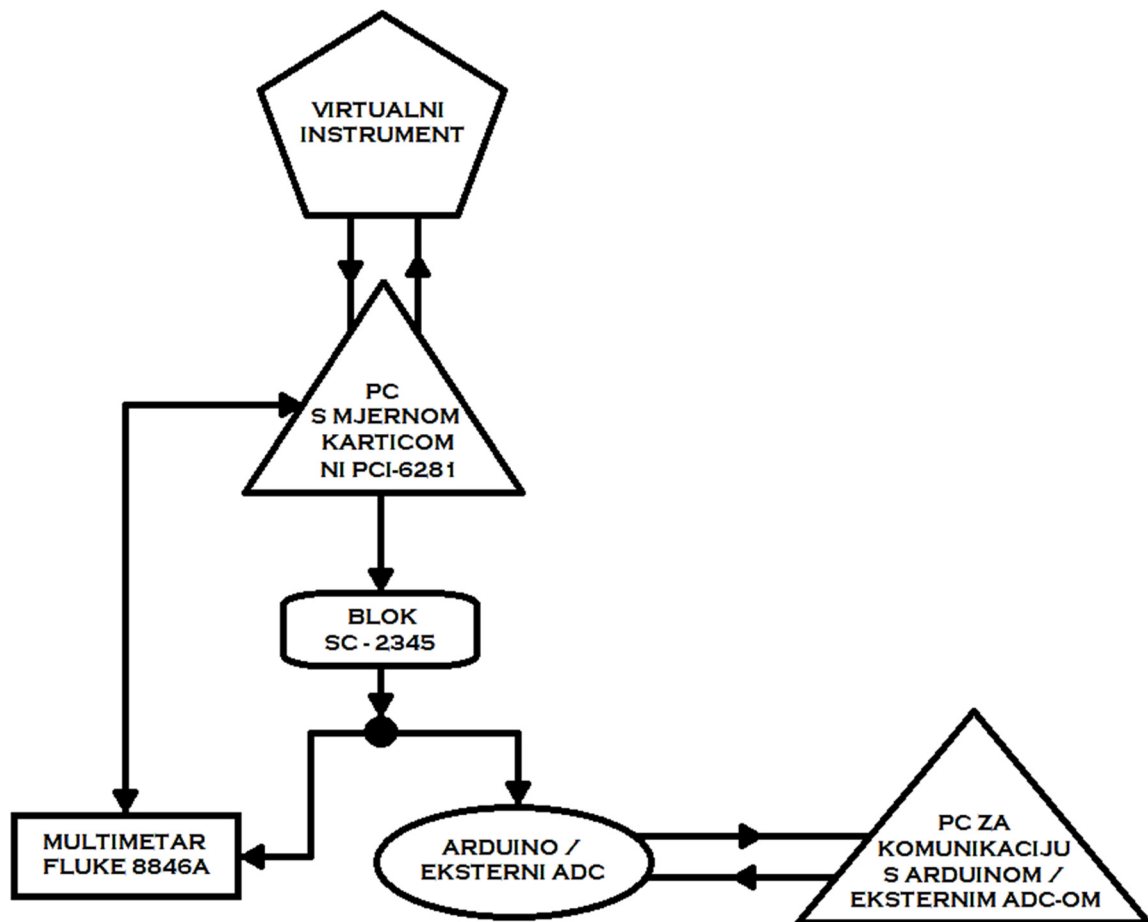 VIRTUALNI
INSTRUMENT
PC
S MJERNOM
KARTICOM
NI PCI-6281
BLOK
SC - 2345
MULTIMETAR
FLUKE 8846A
ARDUINO /
EKSTERNI ADC
PC ZA
KOMUNIKACIJU
S ARDUINOM /
EKSTERNIM ADC-OM